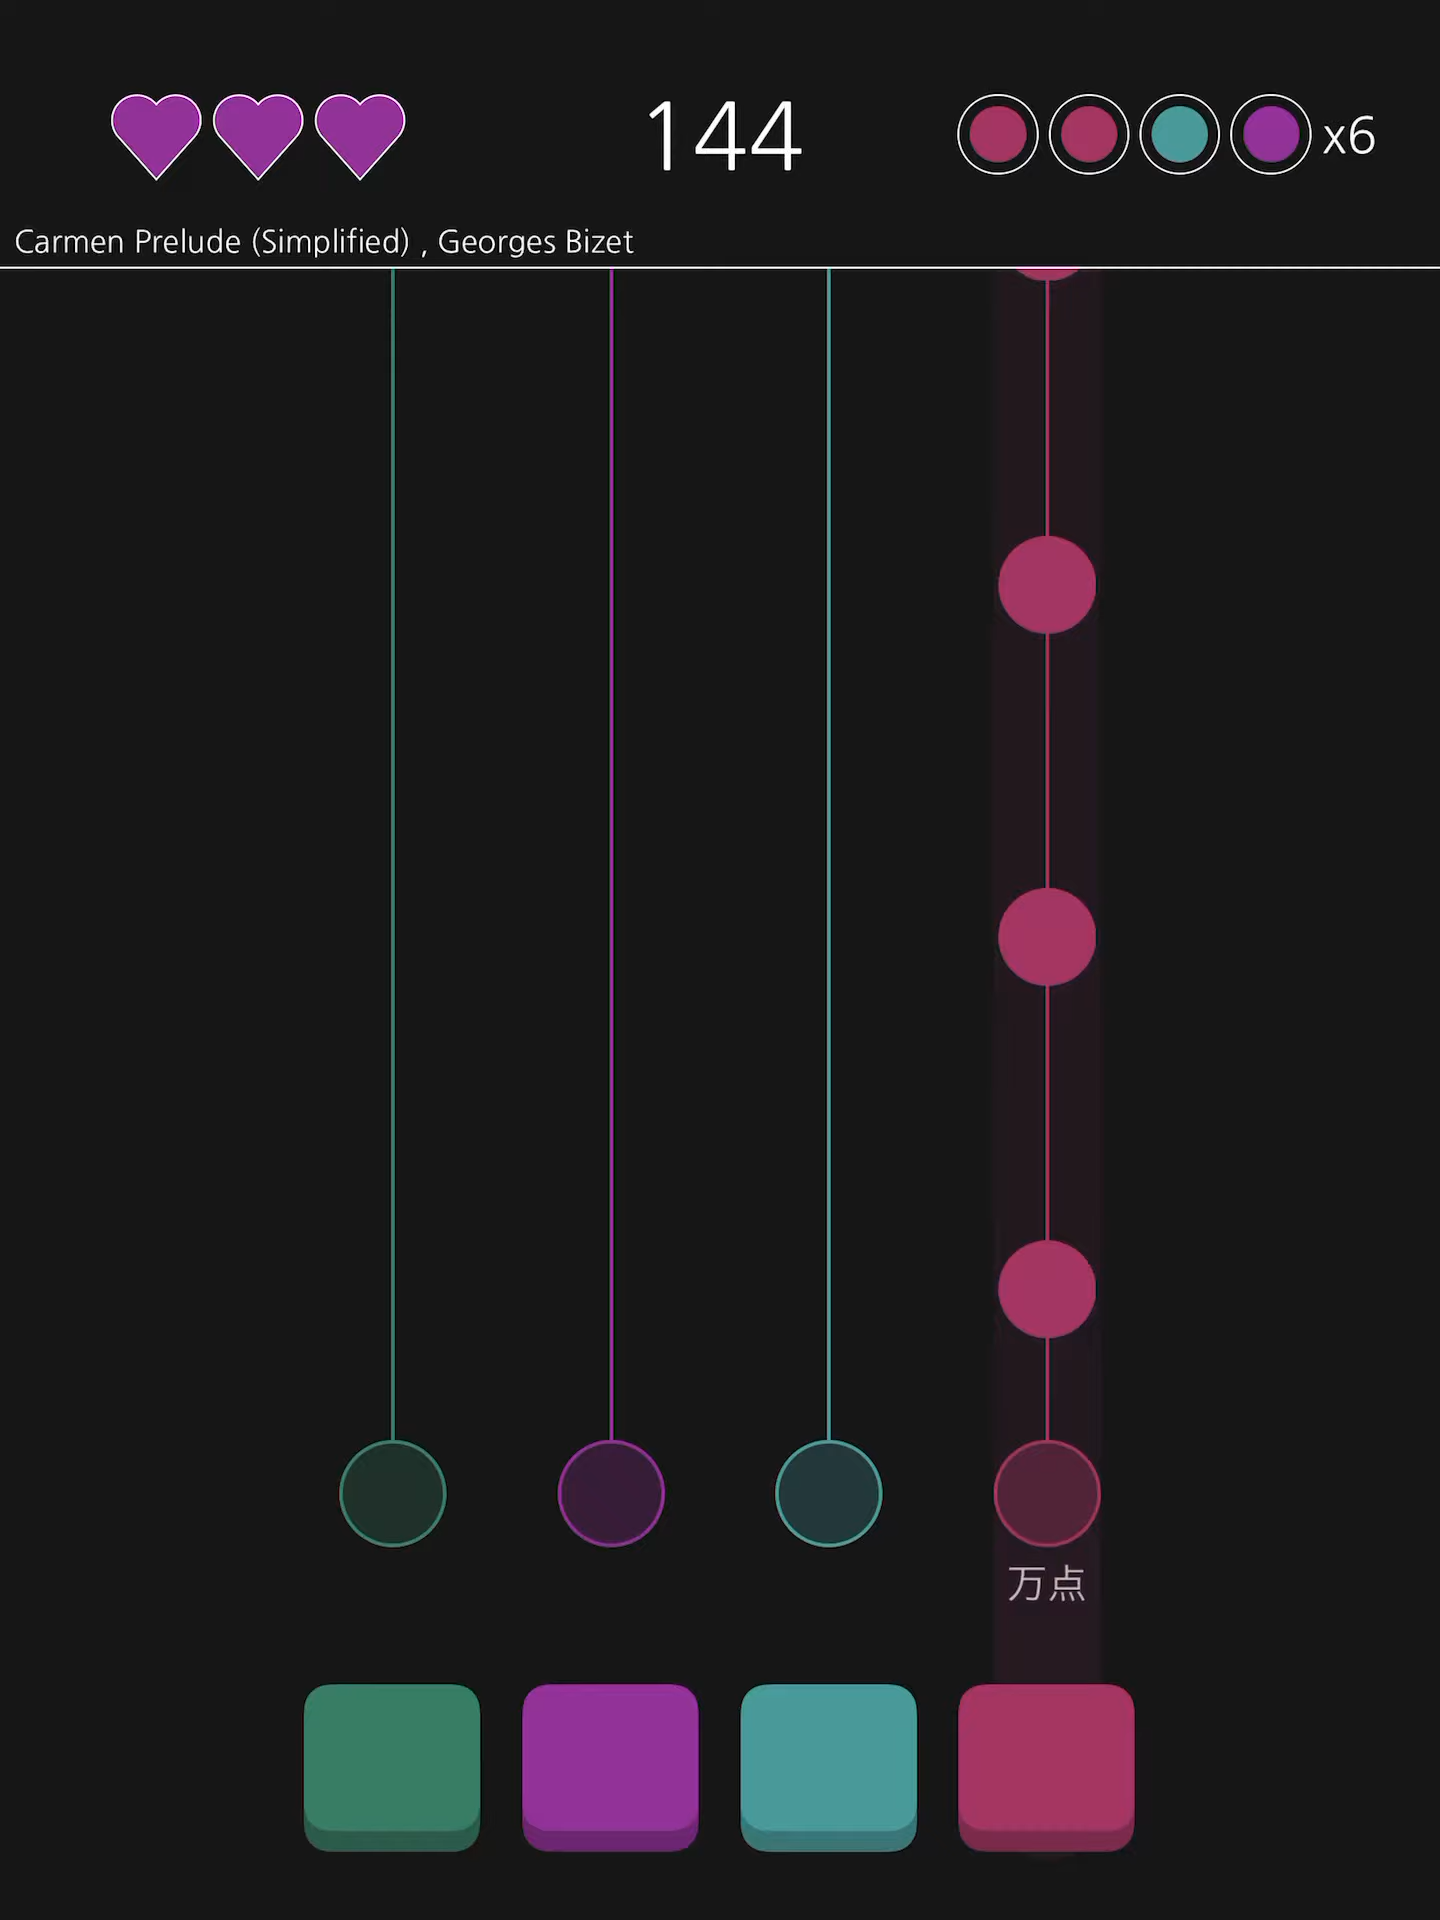 144
x6
Carmen Prelude (Simplified) , Georges Bizet
万点